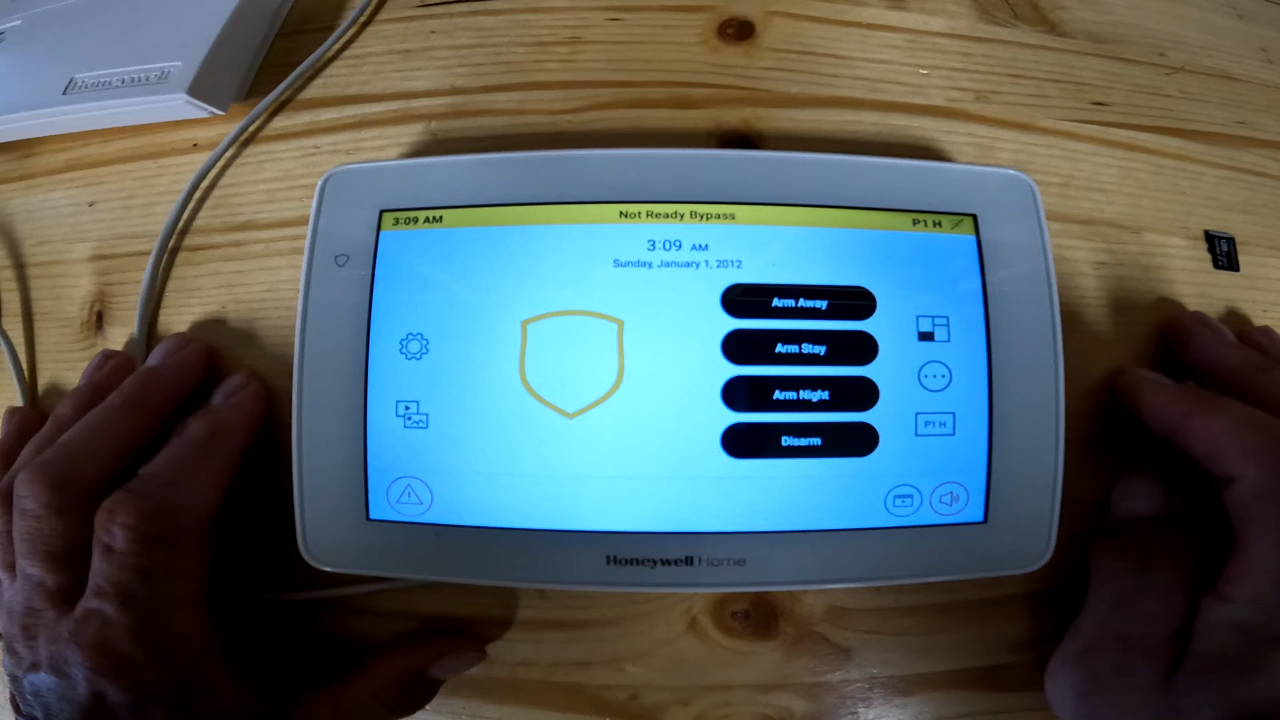 Honeywell
3:09 AM
Not Ready Bypass
P1 H
3:09 AM
Sunday, January 1, 2012
Arm Away
Arm Stay
Arm Night
P1 H
Disarm
Honeywell Home